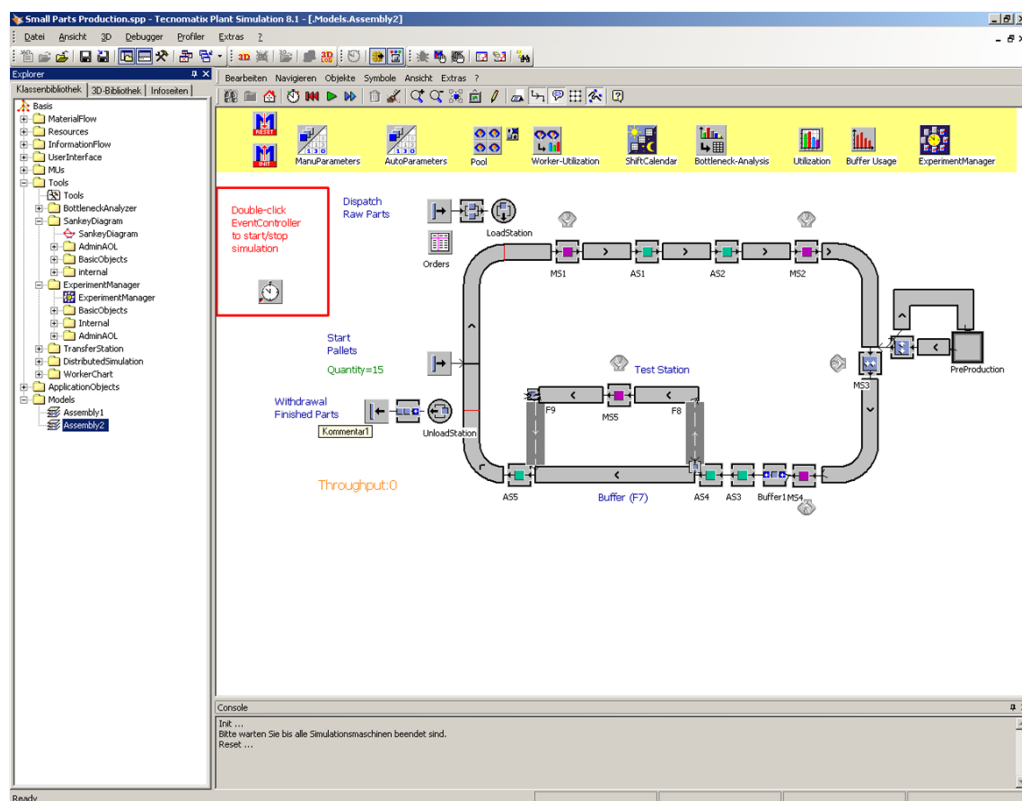 Small Parts Production.spp - Tecnomatix Plant Simulation 8.1 - [.Models.Assembly2]
Datei Ansicht 3D Debugger Profiler Extras ?
Explorer
Klassenbibliothek 3D-Bibliothek Infoseiten
Basis
MaterialFlow
Resources
InformationFlow
UserInterface
MUs
Tools
Tools
BottleneckAnalyzer
SankeyDiagram
SankeyDiagram
AdminAOL
BasicObjects
internal
ExperimentManager
ExperimentManager
BasicObjects
Internal
AdminAOL
TransferStation
DistributedSimulation
WorkerChart
ApplicationObjects
Models
Assembly1
Assembly2
Bearbeiten Navigieren Objekte Symbole Ansicht Extras ?
RESET
INIT
ManuParameters AutoParameters Pool Worker-Utilization ShiftCalendar Bottleneck-Analysis Utilization Buffer Usage ExperimentManager
Double-click
EventController
to start/stop
simulation
Dispatch
Raw Parts
LoadStation
Orders
MS1 AS1 AS2 MS2
Start
Pallets
Quantity=15
Test Station
MS3
PreProduction
Withdrawal
Finished Parts
Kommentar1
UnloadStation
F9 MS5 F8
Throughput:0
AS5 Buffer (F7) AS4 AS3 Buffer1 MS4
Console
Init ...
Bitte warten Sie bis alle Simulationsmaschinen beendet sind.
Reset ...
Ready